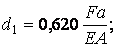 d₁ = 0,620 Fa/EA;